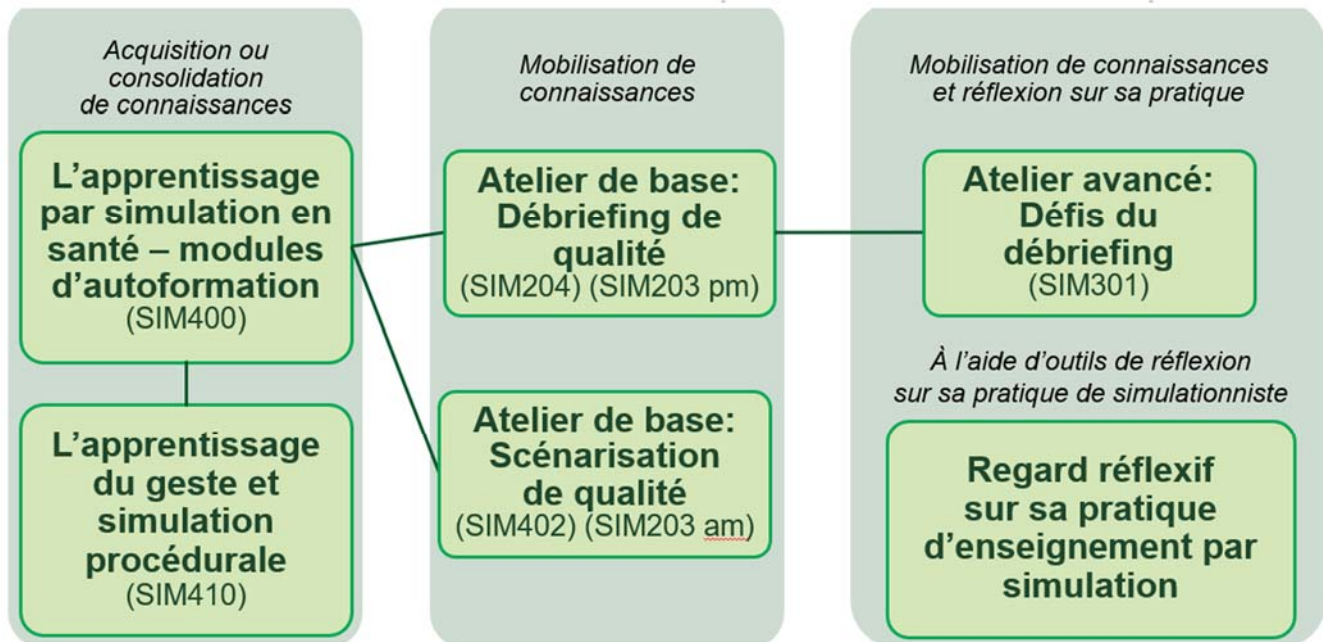 Acquisition ou
consolidation
de connaissances
L'apprentissage
par simulation en
santé – modules
d'autoformation
(SIM400)
L'apprentissage
du geste et
simulation
procédurale
(SIM410)
Mobilisation de
connaissances
Atelier de base:
Débriefing de
qualité
(SIM204) (SIM203 pm)
Atelier de base:
Scénarisation
de qualité
(SIM402) (SIM203 am)
Mobilisation de connaissances
et réflexion sur sa pratique
Atelier avancé:
Défis du
débriefing
(SIM301)
À l'aide d'outils de réflexion
sur sa pratique de simulationniste
Regard réflexif
sur sa pratique
d'enseignement par
simulation